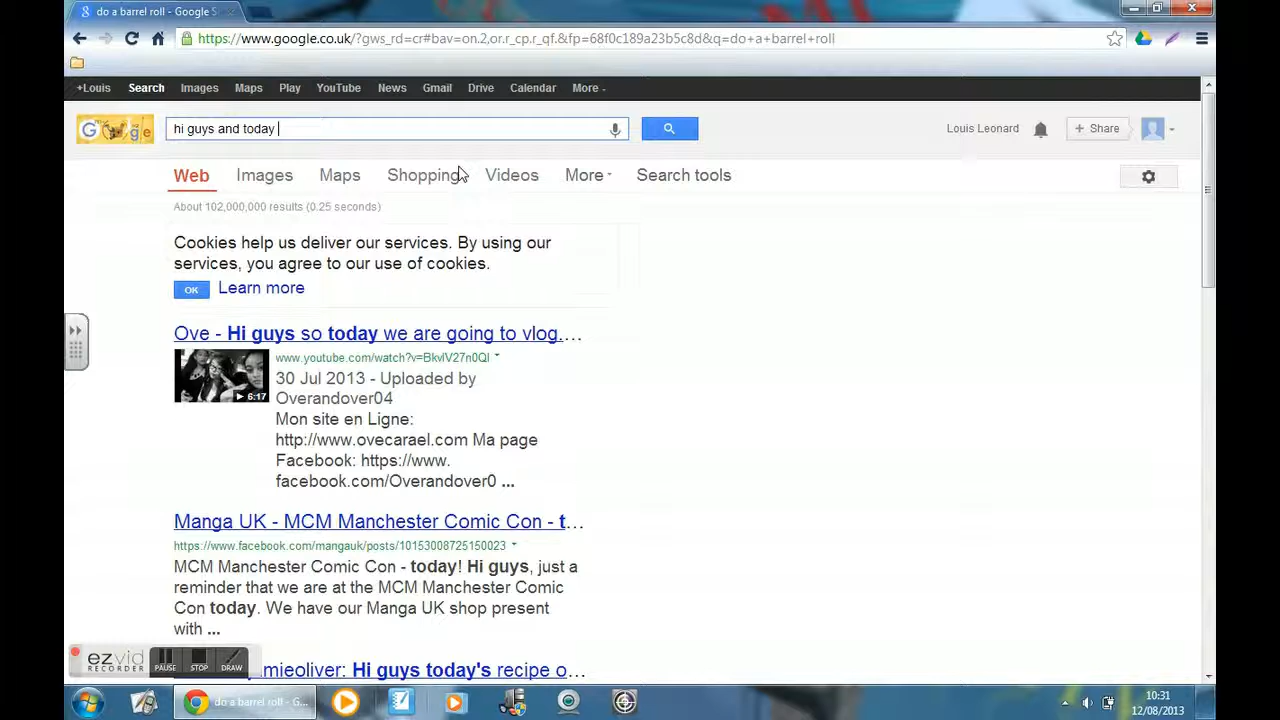 do a barrel roll - Google S
https://www.google.co.uk/?gws_rd=cr#bav=on.2,or.r_cp.r_qf.&fp=68f0c189a23b5c8d&q=do+a+barrel+roll
+Louis Search Images Maps Play YouTube News Gmail Drive Calendar More
Google hi guys and today Louis Leonard + Share
Web Images Maps Shopping Videos More Search tools
About 102,000,000 results (0.25 seconds)
Cookies help us deliver our services. By using our
services, you agree to our use of cookies.
OK Learn more
Ove - Hi guys so today we are going to vlog. ...
www.youtube.com/watch?v=BkvlV27n0QI
30 Jul 2013 - Uploaded by
Overandover04
6:17
Mon site en Ligne:
http://www.ovecarael.com Ma page
Facebook: https://www.
facebook.com/Overandover0 ...
Manga UK - MCM Manchester Comic Con - t...
https://www.facebook.com/mangauk/posts/10153008725150023
MCM Manchester Comic Con - today! Hi guys, just a
reminder that we are at the MCM Manchester Comic
Con today. We have our Manga UK shop present
with ...
mieoliver: Hi guys today's recipe o...
ezvid RECORDER PAUSE STOP DRAW
do a barrel roll - G...
10:31
12/08/2013